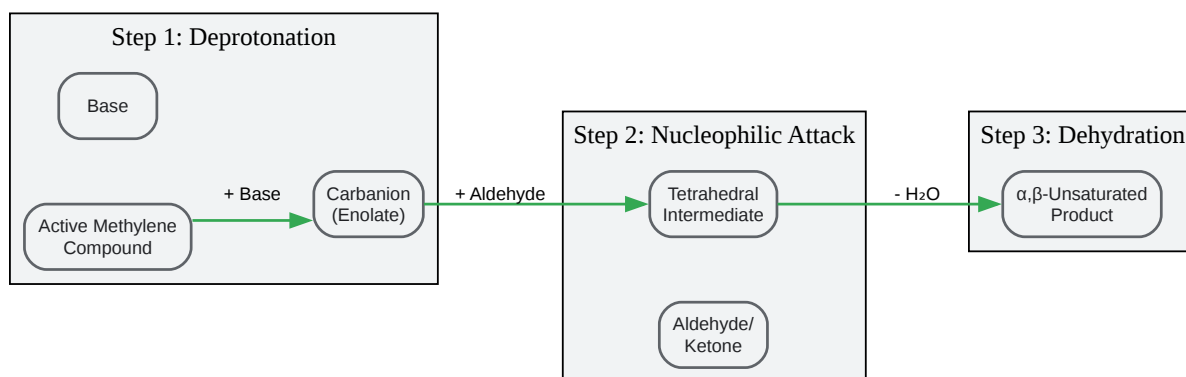 Step 1: Deprotonation
Base
Active Methylene
Compound
+ Base
Carbanion
(Enolate)
+ Aldehyde
Step 2: Nucleophilic Attack
Tetrahedral
Intermediate
Aldehyde/
Ketone
- H₂O
Step 3: Dehydration
α,β-Unsaturated
Product